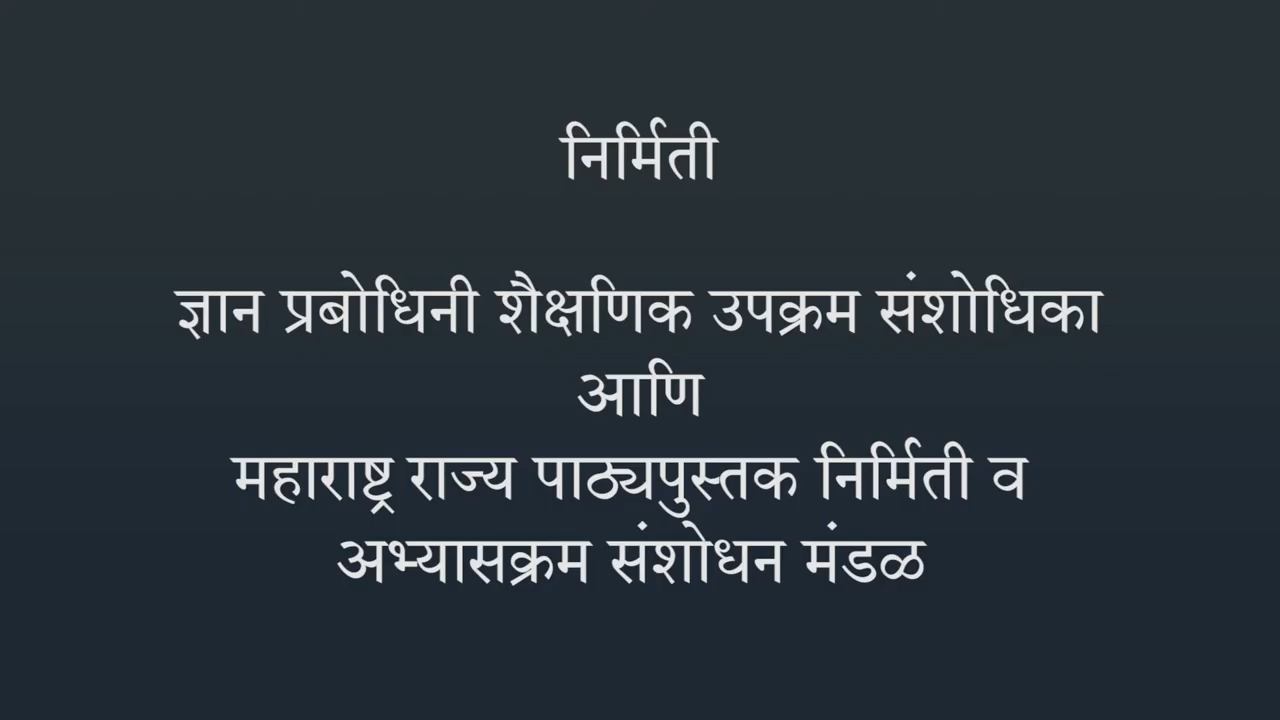 निर्मिती
ज्ञान प्रबोधिनी शैक्षणिक उपक्रम संशोधिका
आणि
महाराष्ट्र राज्य पाठ्यपुस्तक निर्मिती व
अभ्यासक्रम संशोधन मंडळ